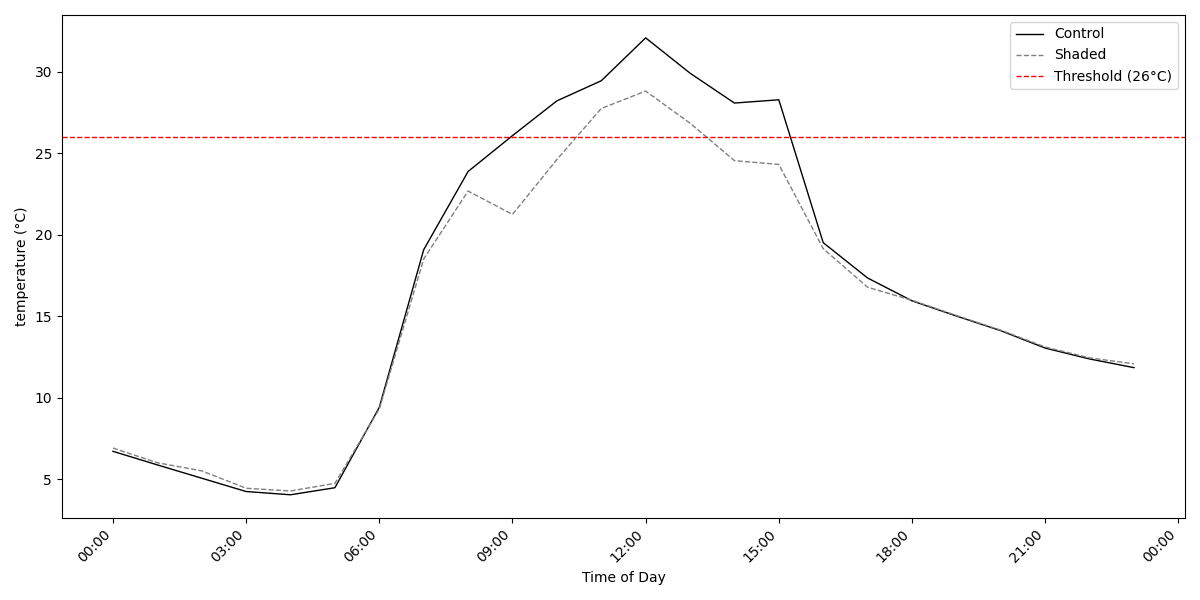 Control
Shaded
Threshold (26°C)
temperature (°C)
30
25
20
15
10
5
00:00 03:00 06:00 09:00 12:00 15:00 18:00 21:00 00:00
Time of Day